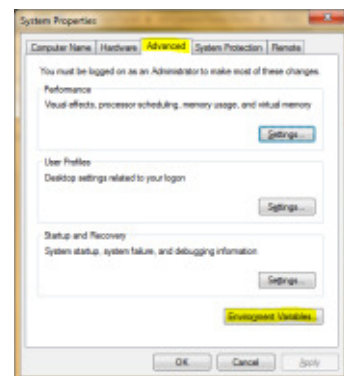 System Properties
Computer Name Hardware Advanced System Protection Remote
You must be logged on as an Administrator to make most of these changes.
Performance
Visual effects, processor scheduling, memory usage, and virtual memory
Settings...
User Profiles
Desktop settings related to your logon
Settings...
Startup and Recovery
System startup, system failure, and debugging information
Settings...
Environment Variables...
OK Cancel Apply